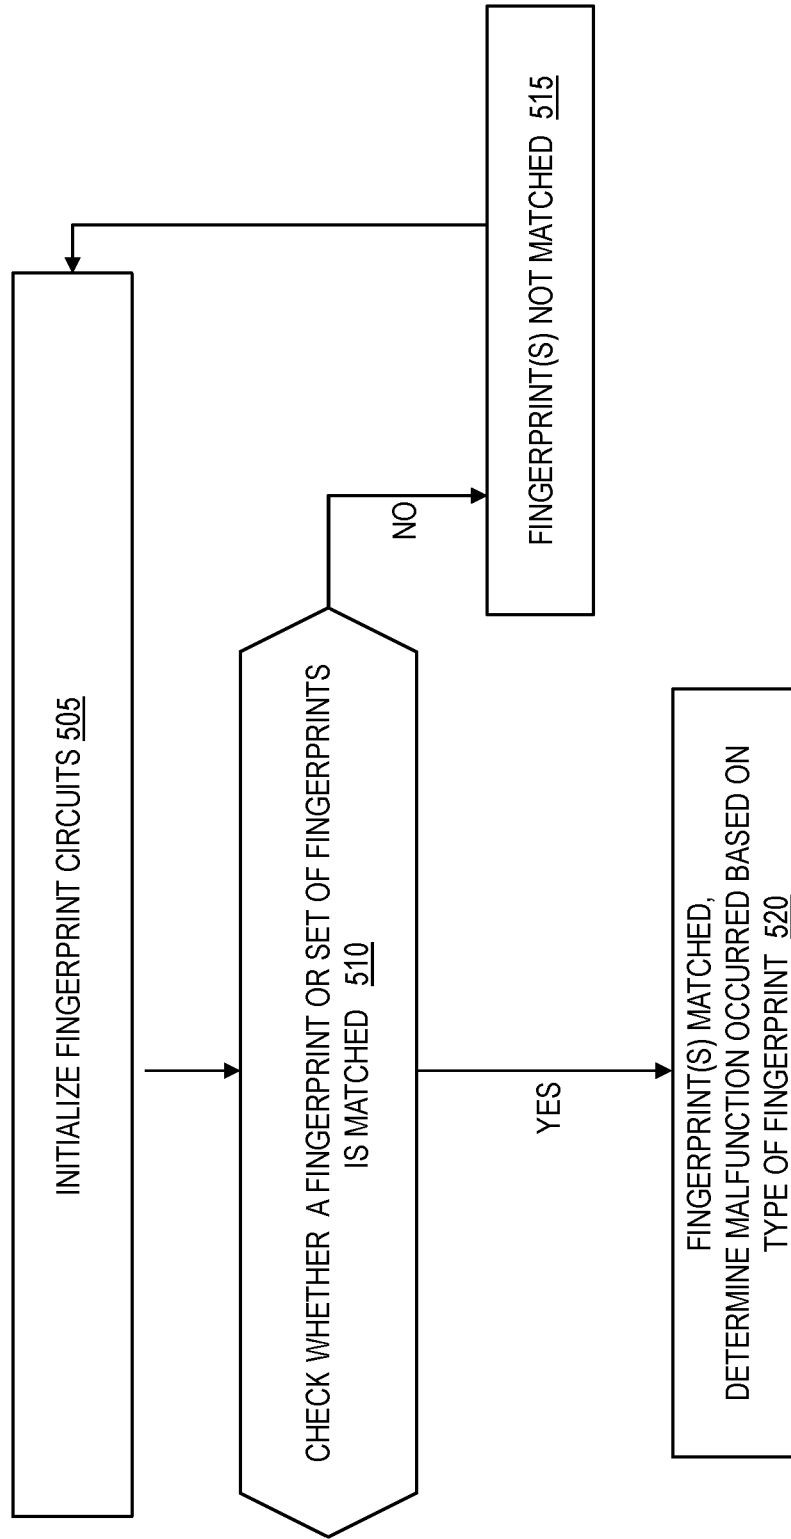 INITIALIZE FINGERPRINT CIRCUITS 505
CHECK WHETHER A FINGERPRINT OR SET OF FINGERPRINTS
IS MATCHED 510
NO
FINGERPRINT(S) NOT MATCHED 515
YES
FINGERPRINT(S) MATCHED,
DETERMINE MALFUNCTION OCCURRED BASED ON
TYPE OF FINGERPRINT 520